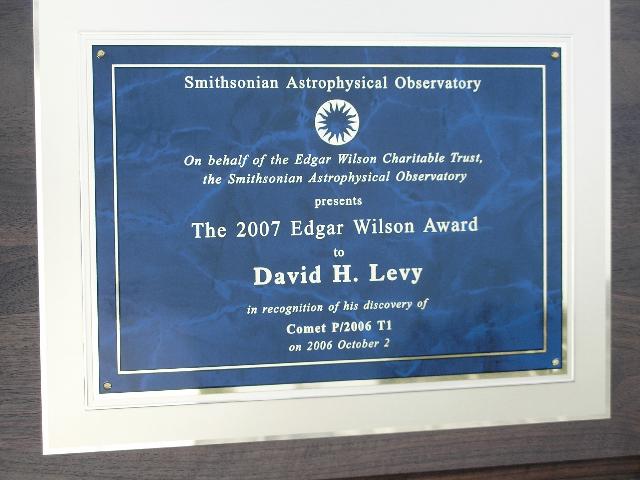 Smithsonian Astrophysical Observatory
On behalf of the Edgar Wilson Charitable Trust,
the Smithsonian Astrophysical Observatory
presents
The 2007 Edgar Wilson Award
to
David H. Levy
in recognition of his discovery of
Comet P/2006 T1
on 2006 October 2